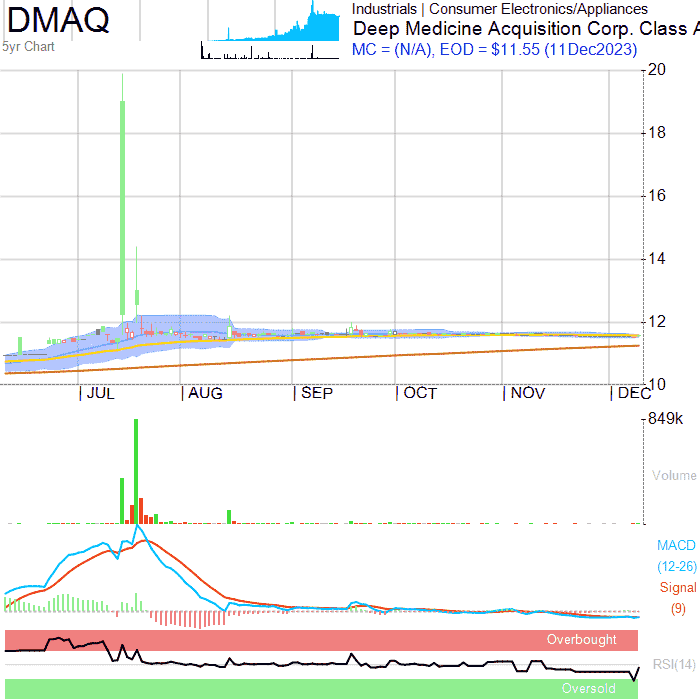 DMAQ
5yr Chart
Industrials | Consumer Electronics/Appliances
Deep Medicine Acquisition Corp. Class A
MC = (N/A), EOD = $11.55 (11Dec2023)
20
18
16
14
12
10
| JUL | AUG | SEP | OCT | NOV | DEC
849k
Volume
MACD
(12-26)
Signal
(9)
Overbought
RSI(14)
Oversold